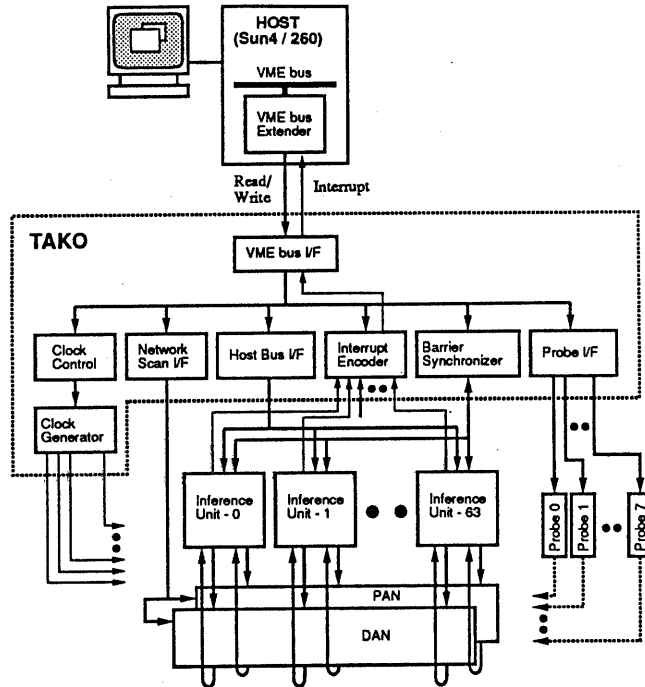 HOST
(Sun4 / 260)
VME bus
VME bus
Extender
Read/
Write
Interrupt
TAKO
VME bus I/F
Clock
Control
Network
Scan I/F
Host Bus I/F
Interrupt
Encoder
Barrier
Synchronizer
Probe I/F
Clock
Generator
Inference
Unit - 0
Inference
Unit - 1
Inference
Unit - 63
Probe 0
Probe 1
Probe 7
PAN
DAN